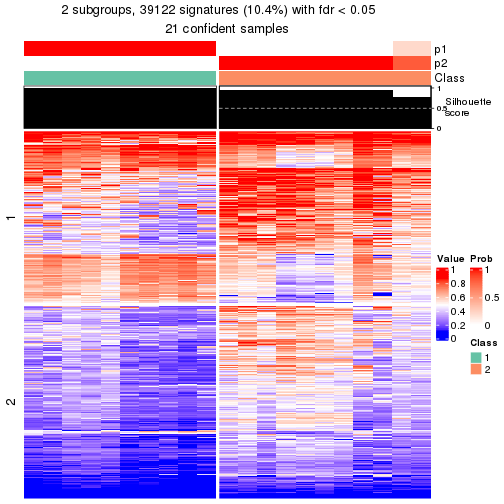 2 subgroups, 39122 signatures (10.4%) with fdr < 0.05
21 confident samples
p1
p2
Class
1
0.5
0
Silhouette
score
1
2
Value
1
0.8
0.6
0.4
0.2
0
Prob
1
0.5
0
Class
1
2